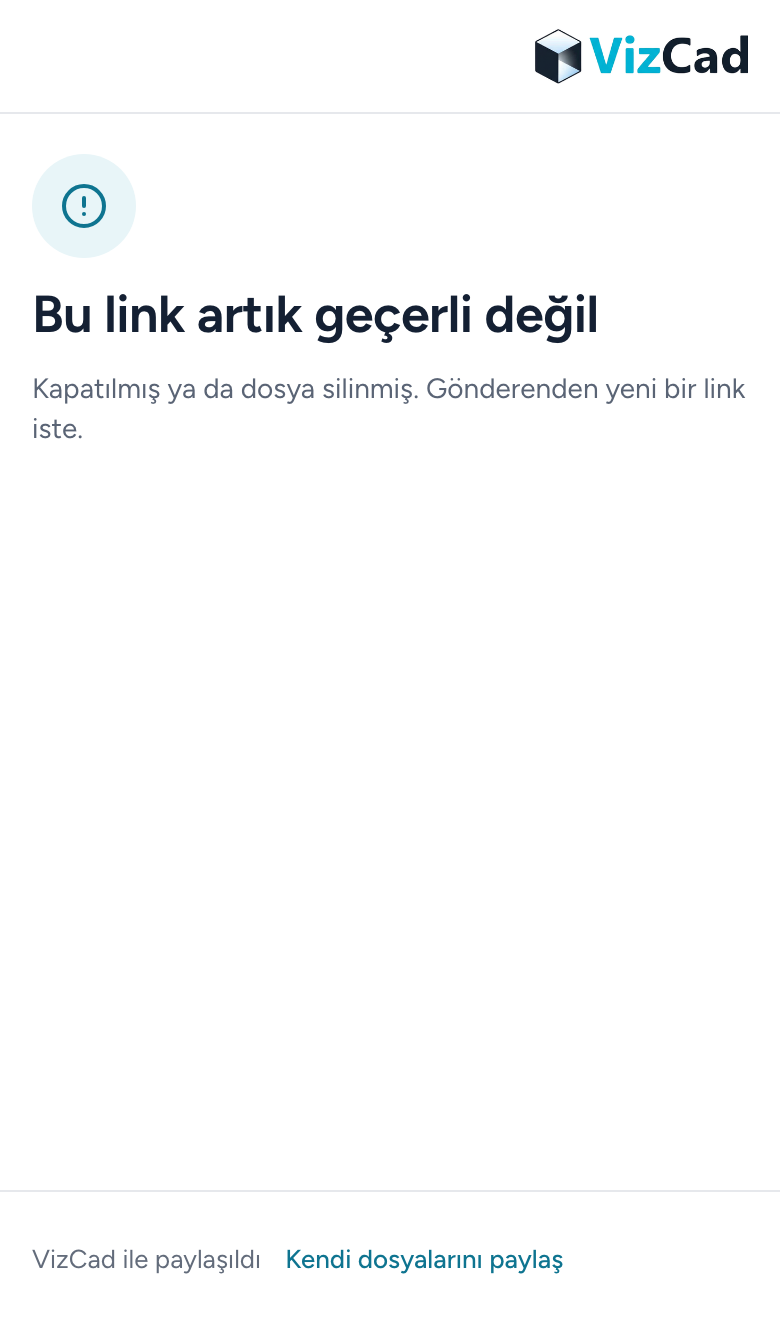 VizCad
Bu link artık geçerli değil
Kapatılmış ya da dosya silinmiş. Gönderenden yeni bir link
iste.
VizCad ile paylaşıldı Kendi dosyalarını paylaş